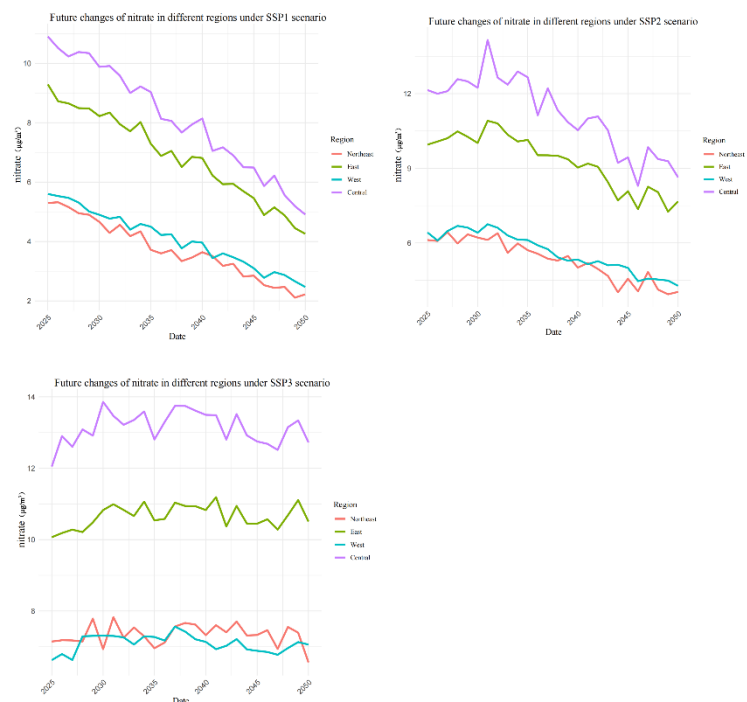 Future changes of nitrate in different regions under SSP1 scenario
10
8
6
4
2
nitrate (μg/m³)
2025
2030
2035
2040
2045
2050
Date
Region
Northeast
East
West
Central
Future changes of nitrate in different regions under SSP2 scenario
12
9
6
nitrate (μg/m³)
2025
2030
2035
2040
2045
2050
Date
Region
Northeast
East
West
Central
Future changes of nitrate in different regions under SSP3 scenario
14
12
10
8
nitrate (μg/m³)
2025
2030
2035
2040
2045
2050
Date
Region
Northeast
East
West
Central